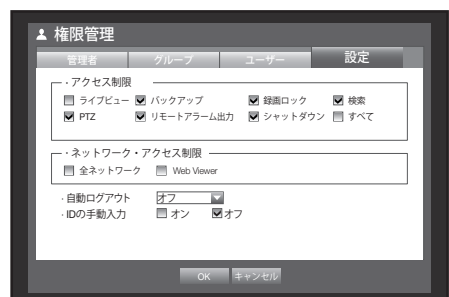 権限管理
管理者 グループ ユーザー 設定
・アクセス制限
ライブビュー バックアップ 録画ロック 検索
PTZ リモートアラーム出力 シャットダウン すべて
・ネットワーク・アクセス制限
全ネットワーク Web Viewer
・自動ログアウト オフ
・IDの手動入力 オン オフ
OK キャンセル